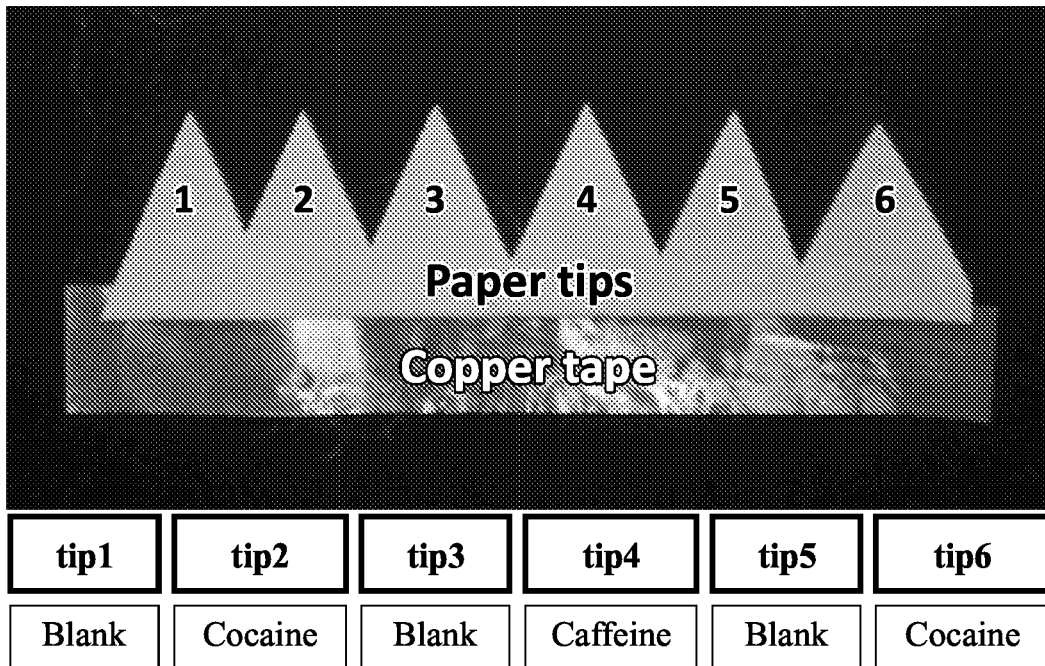 1 2 3 4 5 6
Paper tips
Copper tape
tip1 tip2 tip3 tip4 tip5 tip6
Blank Cocaine Blank Caffeine Blank Cocaine